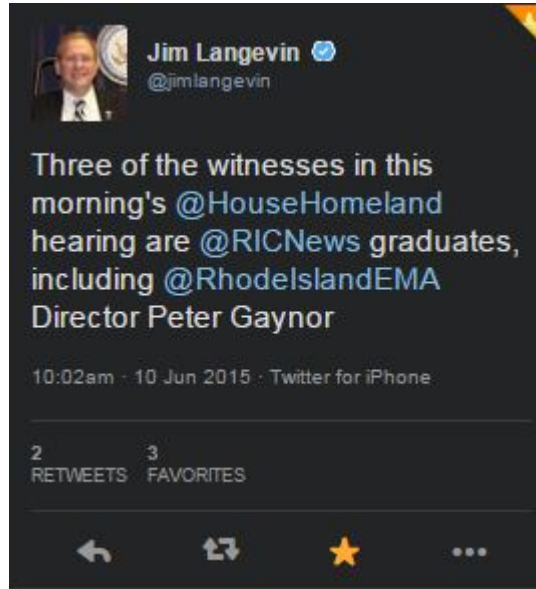 Jim Langevin
@jimlangevin
Three of the witnesses in this
morning's @HouseHomeland
hearing are @RICNews graduates,
including @RhodeIslandEMA
Director Peter Gaynor
10:02am · 10 Jun 2015 · Twitter for iPhone
2 3
RETWEETS FAVORITES